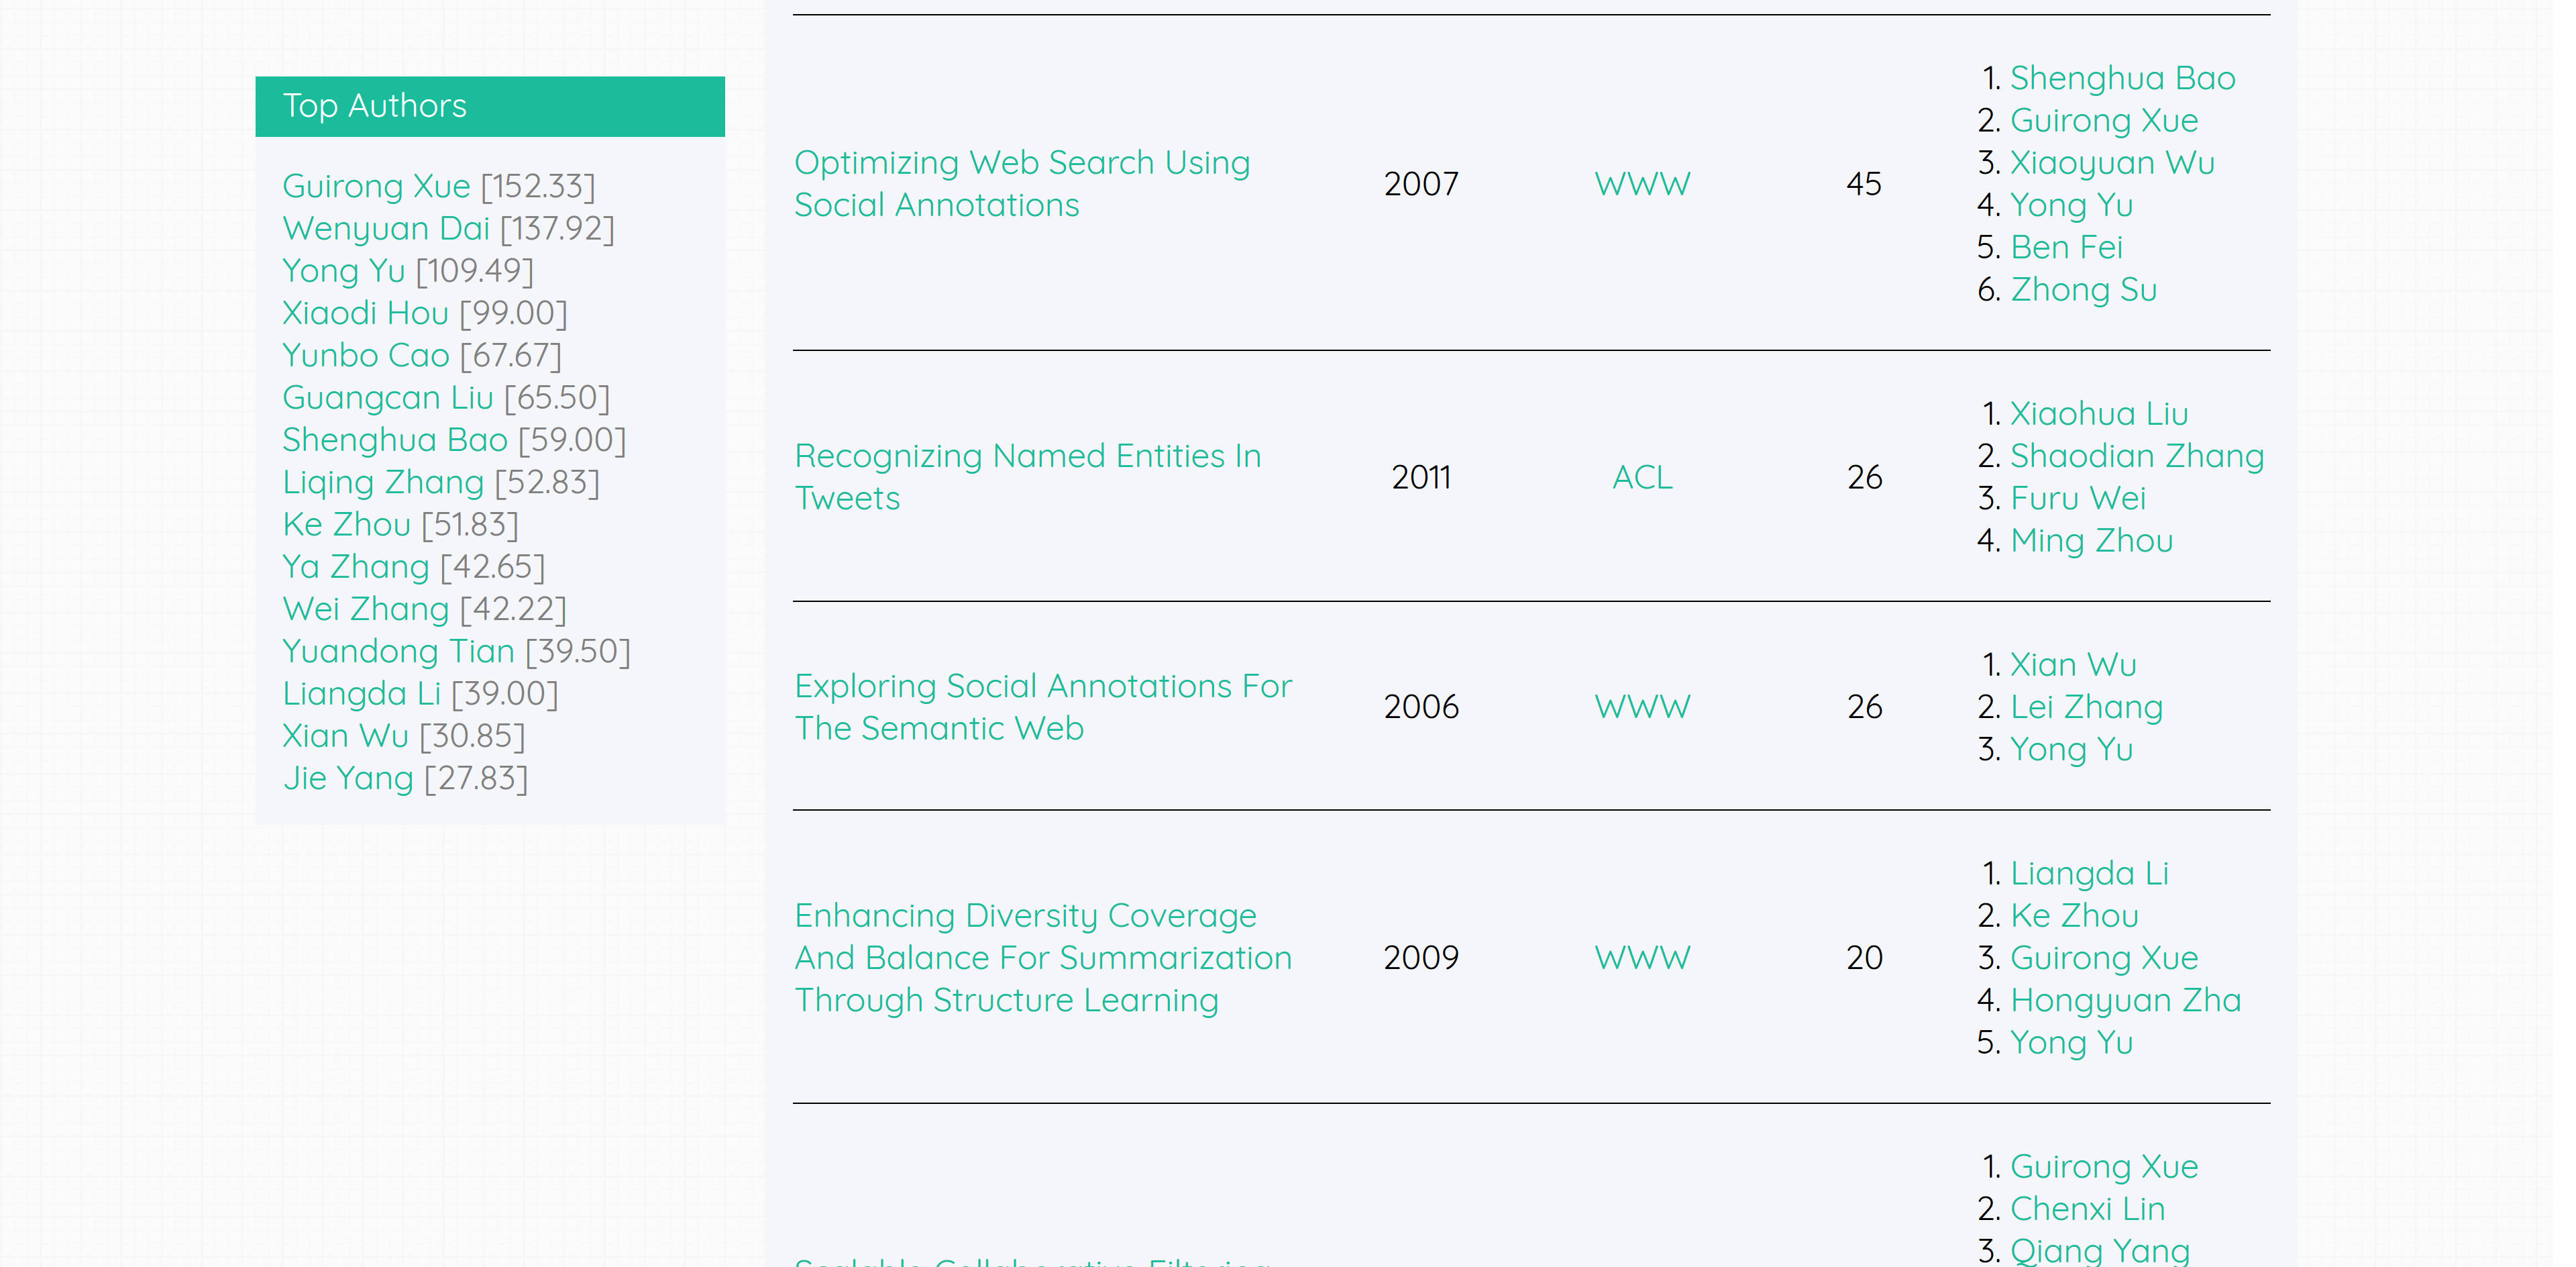 Top Authors
Guirong Xue [152.33]
Wenyuan Dai [137.92]
Yong Yu [109.49]
Xiaodi Hou [99.00]
Yunbo Cao [67.67]
Guangcan Liu [65.50]
Shenghua Bao [59.00]
Liqing Zhang [52.83]
Ke Zhou [51.83]
Ya Zhang [42.65]
Wei Zhang [42.22]
Yuandong Tian [39.50]
Liangda Li [39.00]
Xian Wu [30.85]
Jie Yang [27.83]
Optimizing Web Search Using
Social Annotations
2007
WWW
45
1. Shenghua Bao
2. Guirong Xue
3. Xiaoyuan Wu
4. Yong Yu
5. Ben Fei
6. Zhong Su
Recognizing Named Entities In
Tweets
2011
ACL
26
1. Xiaohua Liu
2. Shaodian Zhang
3. Furu Wei
4. Ming Zhou
Exploring Social Annotations For
The Semantic Web
2006
WWW
26
1. Xian Wu
2. Lei Zhang
3. Yong Yu
Enhancing Diversity Coverage
And Balance For Summarization
Through Structure Learning
2009
WWW
20
1. Liangda Li
2. Ke Zhou
3. Guirong Xue
4. Hongyuan Zha
5. Yong Yu
Scalable Collaborative Filtering
1. Guirong Xue
2. Chenxi Lin
3. Qiang Yang